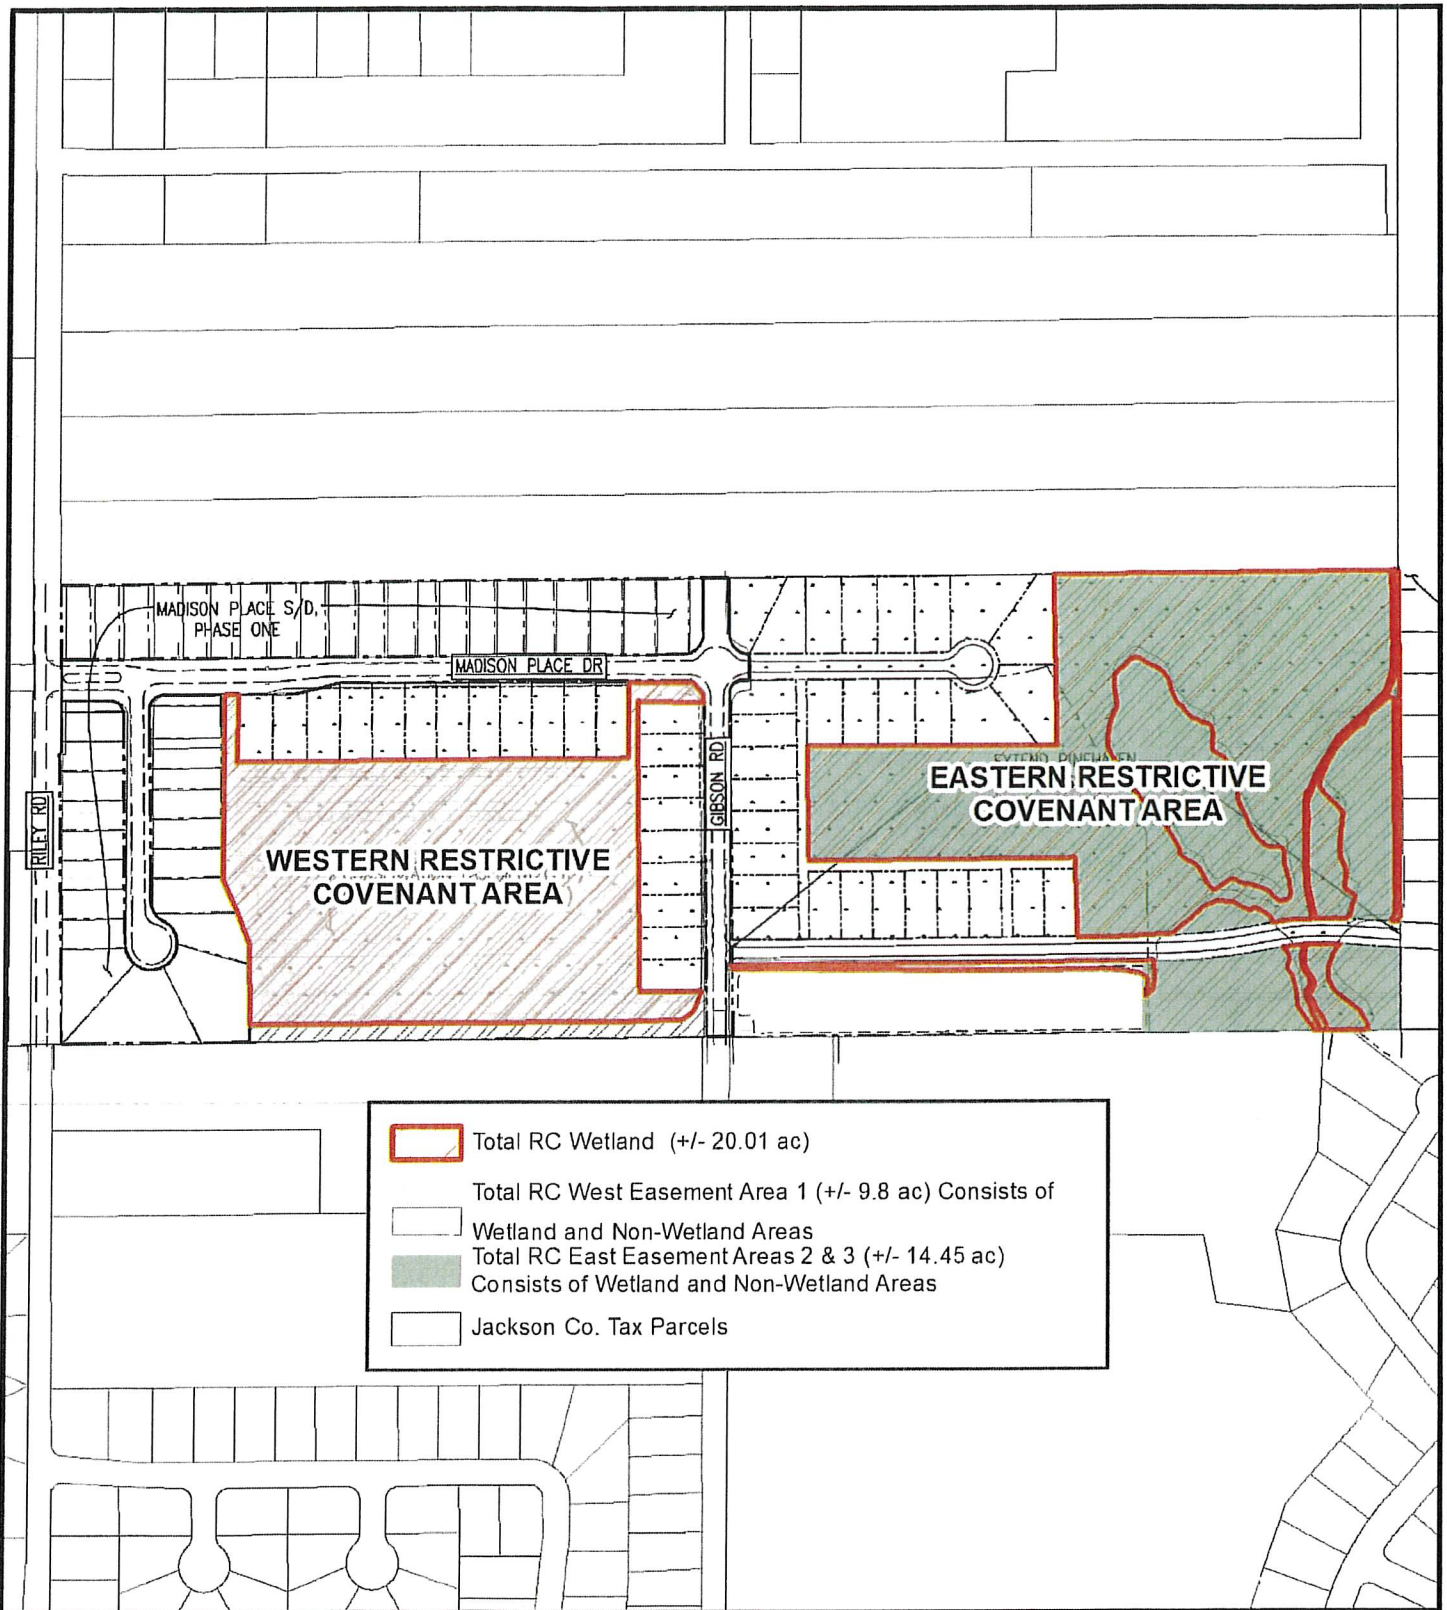 MADISON PLACE S/D,
PHASE ONE
MADISON PLACE DR
RILEY RD
GIBSON RD
EXTEND PINEHAVEN
EASTERN RESTRICTIVE
COVENANT AREA
WESTERN RESTRICTIVE
COVENANT AREA
Total RC Wetland (+/- 20.01 ac)
Total RC West Easement Area 1 (+/- 9.8 ac) Consists of
Wetland and Non-Wetland Areas
Total RC East Easement Areas 2 & 3 (+/- 14.45 ac)
Consists of Wetland and Non-Wetland Areas
Jackson Co. Tax Parcels